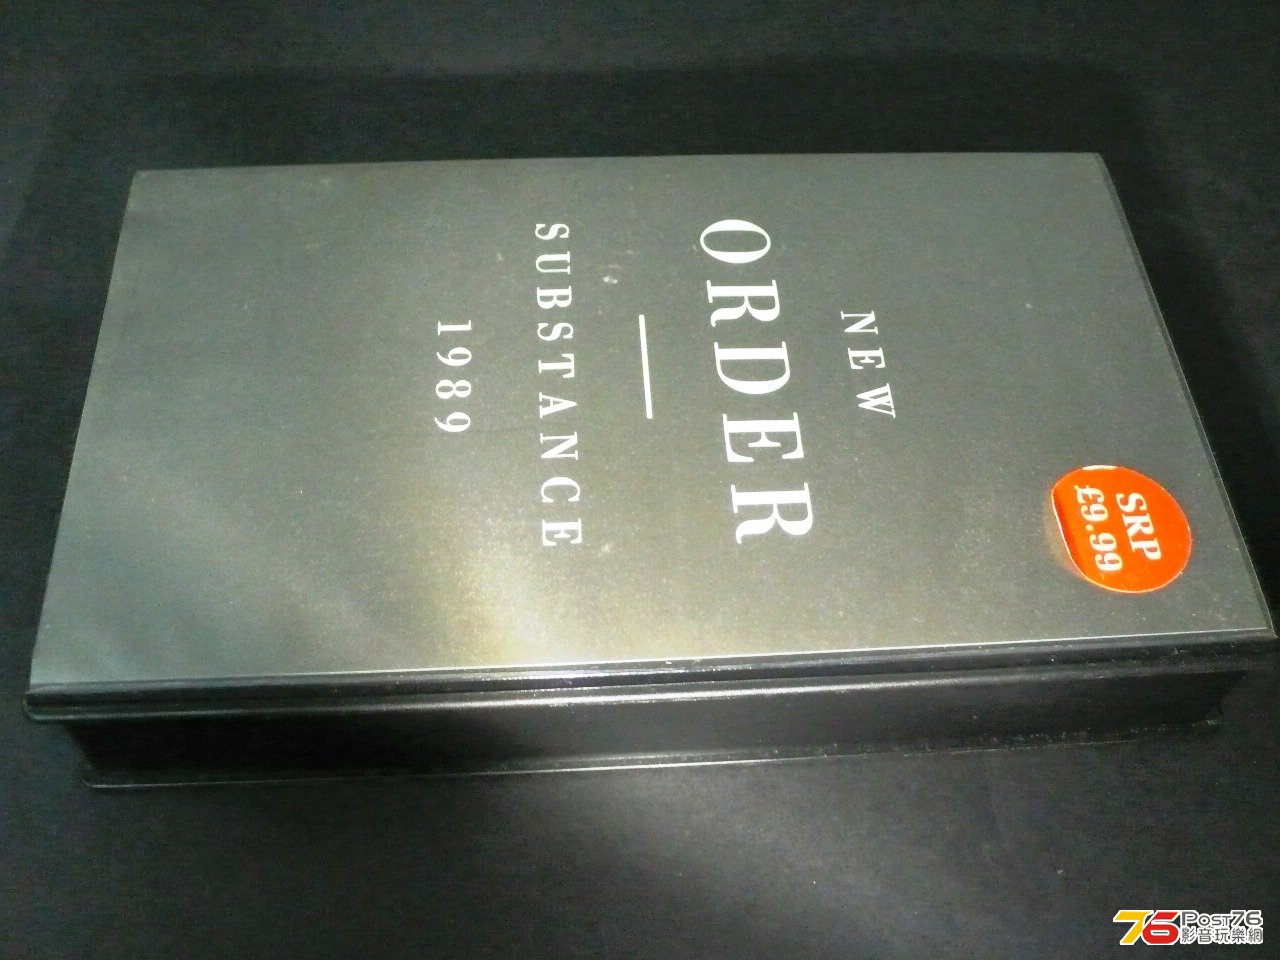 NEW
ORDER
SUBSTANCE
1989
SRP
£9.99
76 POST76
影音玩樂網